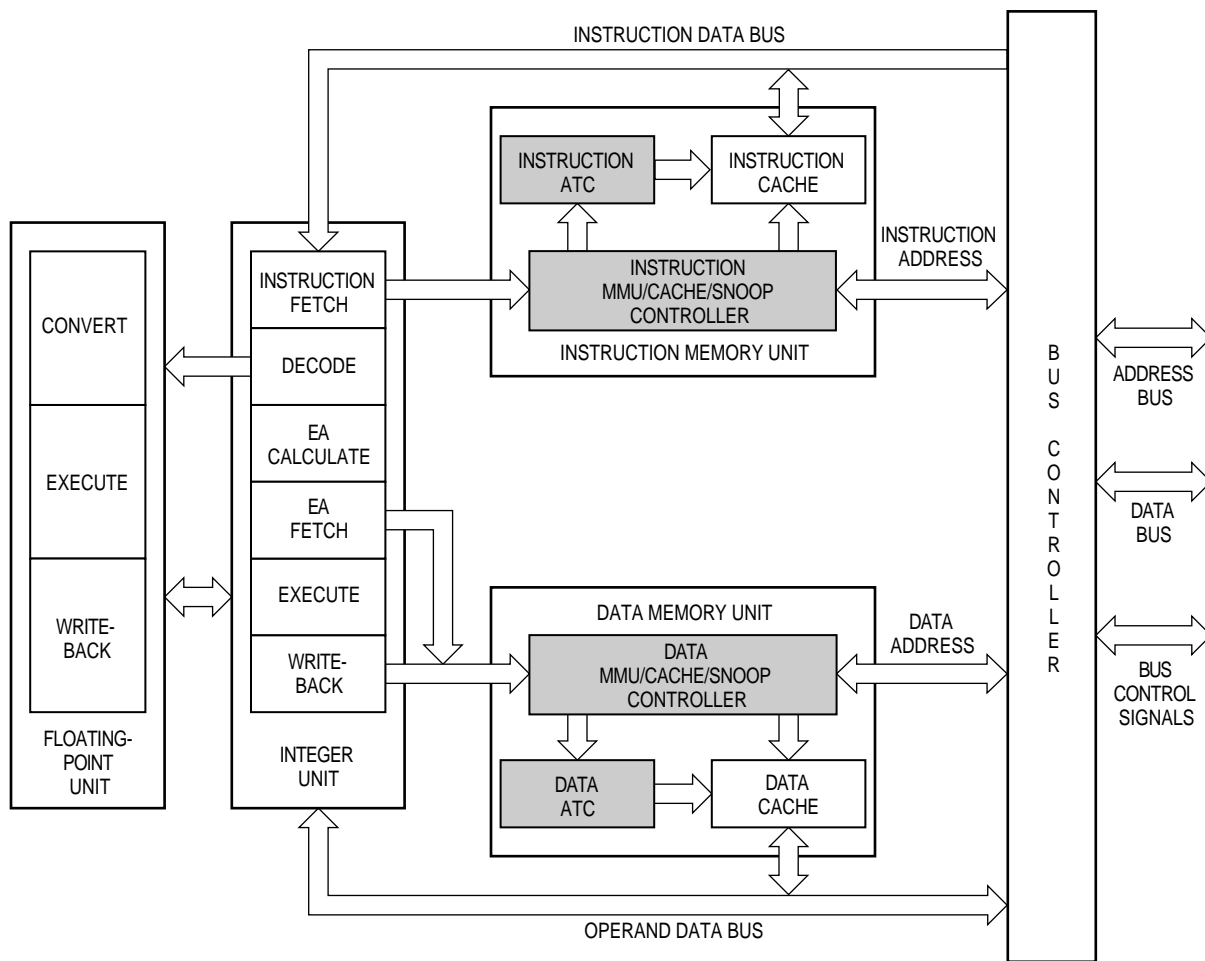 INSTRUCTION DATA BUS
INSTRUCTION
ATC
INSTRUCTION
CACHE
INSTRUCTION
MMU/CACHE/SNOOP
CONTROLLER
INSTRUCTION MEMORY UNIT
INSTRUCTION
ADDRESS
CONVERT
EXECUTE
WRITE-
BACK
FLOATING-
POINT
UNIT
INSTRUCTION
FETCH
DECODE
EA
CALCULATE
EA
FETCH
EXECUTE
WRITE-
BACK
INTEGER
UNIT
DATA MEMORY UNIT
DATA
MMU/CACHE/SNOOP
CONTROLLER
DATA
ATC
DATA
CACHE
DATA
ADDRESS
OPERAND DATA BUS
BUS CONTROLLER
ADDRESS
BUS
DATA
BUS
BUS
CONTROL
SIGNALS